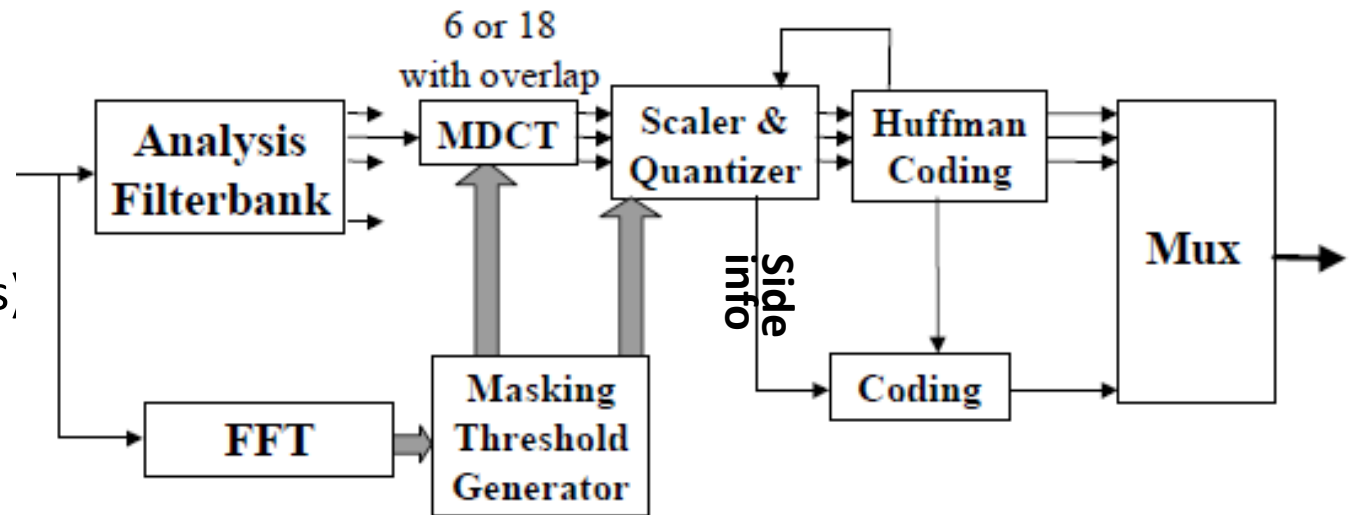 6 or 18
with overlap
Analysis
Filterbank
MDCT
Scaler &
Quantizer
Huffman
Coding
Mux
Side
info
s)
Masking
Threshold
Generator
Coding
FFT